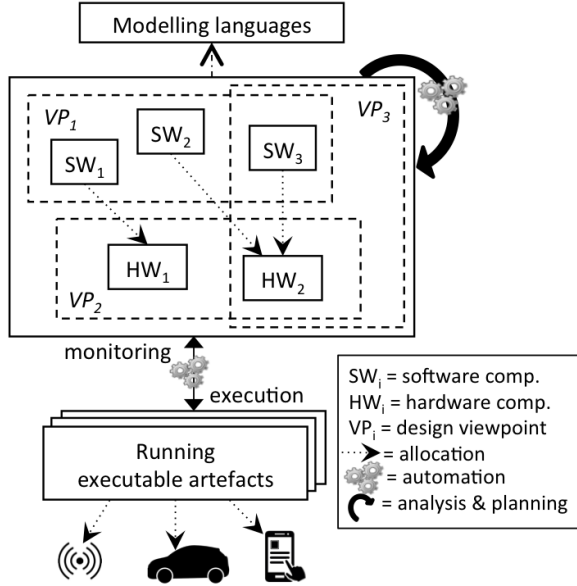 Modelling languages
VP₁
VP₃
SW₂
SW₁
SW₃
HW₁
HW₂
VP₂
monitoring
execution
Running
executable artefacts
SWᵢ = software comp.
HWᵢ = hardware comp.
VPᵢ = design viewpoint
= allocation
= automation
= analysis & planning